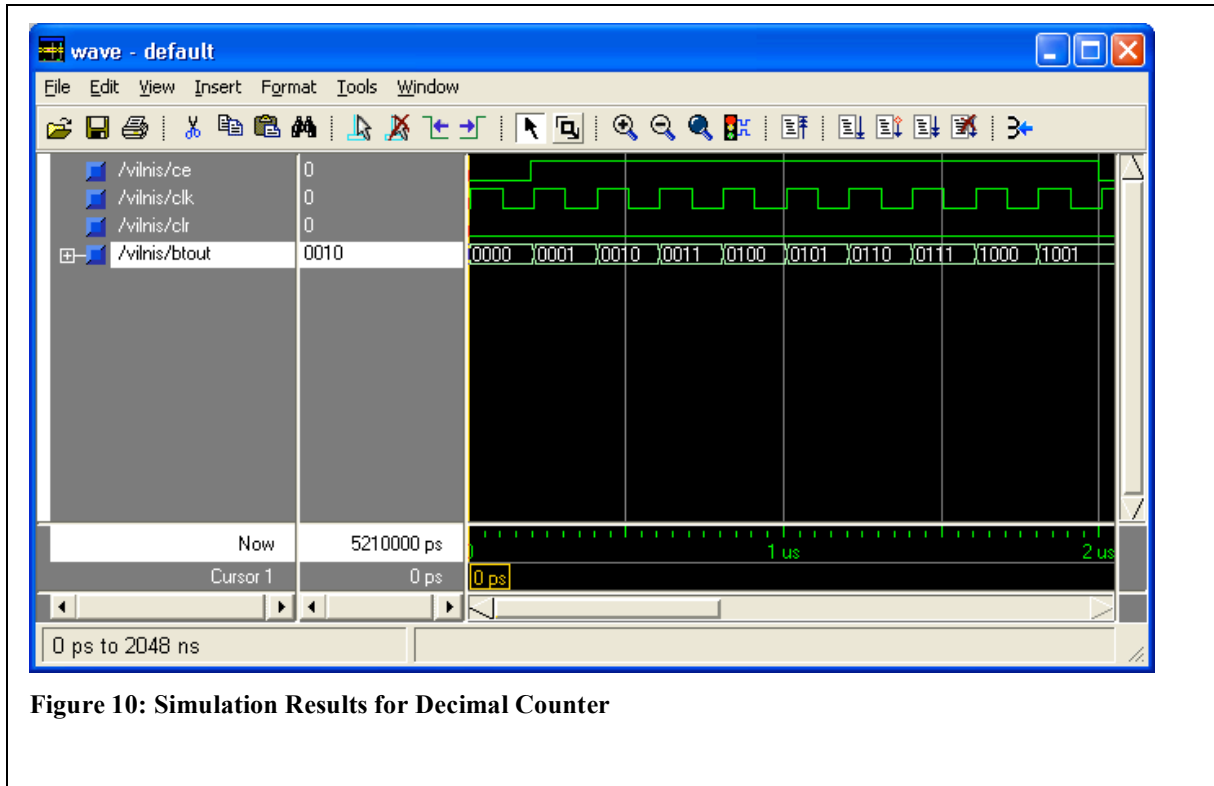 wave - default
File Edit View Insert Format Tools Window
/vilnis/ce 0
/vilnis/clk 0
/vilnis/clr 0
/vilnis/btout 0010 0000 0001 0010 0011 0100 0101 0110 0111 1000 1001
Now 5210000 ps 1 us 2 us
Cursor 1 0 ps 0 ps
0 ps to 2048 ns
Figure 10: Simulation Results for Decimal Counter